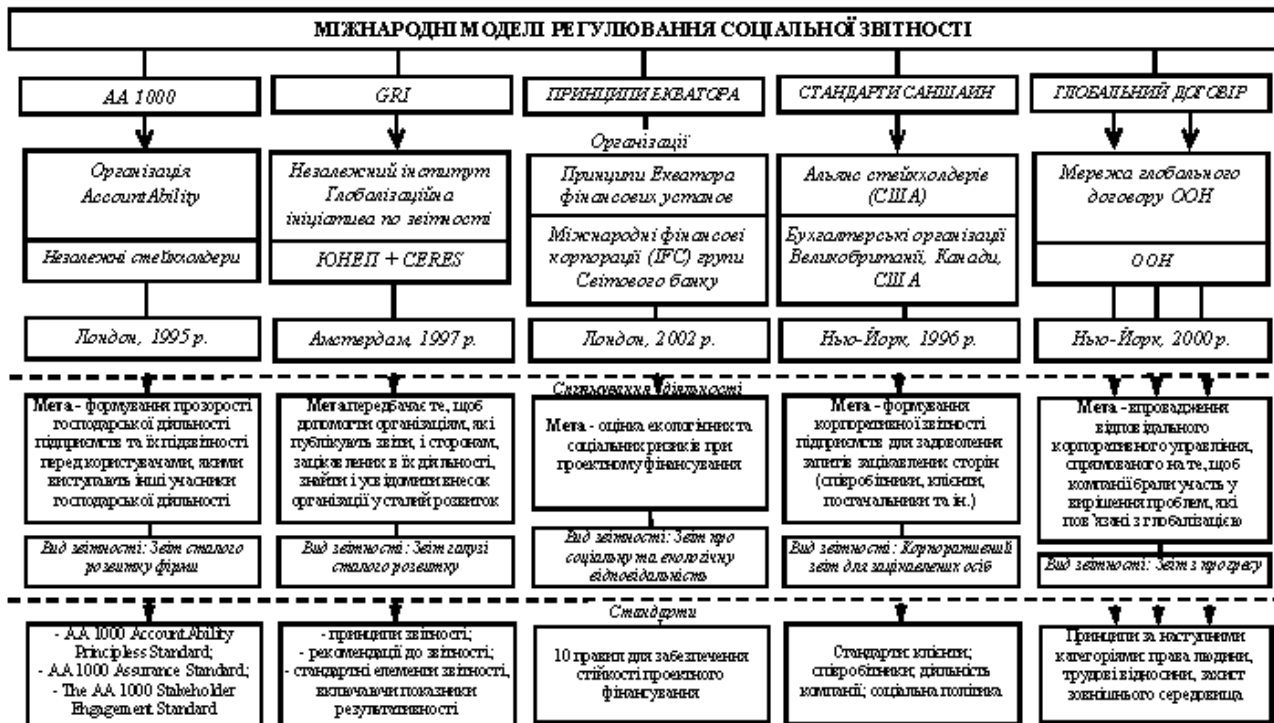 МІЖНАРОДНІ МОДЕЛІ РЕГУЛЮВАННЯ СОЦІАЛЬНОЇ ЗВІТНОСТІ
АА 1000
GRI
ПРИНЦИПИ ЕКВАТОРА
СТАНДАРТИ САНШАЙН
ГЛОБАЛЬНИЙ ДОГОВІР
Організації
Організація
AccountAbility
Незалежні стейкхолдери
Незалежний інститут
Глобалізаційна
ініціатива по звітності
ЮНЕП + CERES
Принципи Екватора
фінансових установ
Міжнародні фінансові
корпорації (IFC) групи
Світового банку
Альянс стейкхолдерів
(США)
Бухгалтерські організації
Великобританії, Канади,
США
Мережа глобального
договору ООН
ООН
Лондон, 1995 р.
Амстердам, 1997 р.
Лондон, 2002 р.
Нью-Йорк, 1996 р.
Нью-Йорк, 2000 р.
Спрямування діяльності
Мета - формування прозорості
господарської діяльності
підприємств та їх підзвітності
перед користувачами, якими
виступають інші учасники
господарської діяльності
Мета передбачає те, щоб
допомогти організаціям, які
публікують звіти, і сторонам,
зацікавлених в їх діяльності,
знайти і усвідомити внесок
організації у сталий розвиток
Мета - оцінка екологічних та
соціальних ризиків при
проектному фінансування
Мета - формування
корпоративної звітності
підприємств для задоволення
запитів зацікавлених сторін
(співробітники, клієнти,
постачальники та ін.)
Мета - впровадження
відповідального
корпоративного управління,
спрямованого на те, щоб
компанії брали участь у
вирішення проблем, які
пов'язані з глобалізацією
Вид звітності: Звіт сталого
розвитку фірми
Вид звітності: Звіт галузі
сталого розвитку
Вид звітності: Звіт про
соціальну та екологічну
відповідальність
Вид звітності: Корпоративний
звіт для зацікавлених осіб
Вид звітності: Звіт з прогресу
Стандарти
- AA 1000 AccountAbility
Principless Standard;
- AA 1000 Assurance Standard;
- The AA 1000 Stakeholder
Engagement Standard
- принципи звітності;
- рекомендації до звітності;
- стандартні елементи звітності,
включаючи показники
результативності
10 правил для забезпечення
стійкості проектного
фінансування
Стандарти: клієнти;
співробітники; діяльність
компанії; соціальна політика
Принципи за наступними
категоріями: права людини,
трудові відносини, захист
зовнішнього середовища